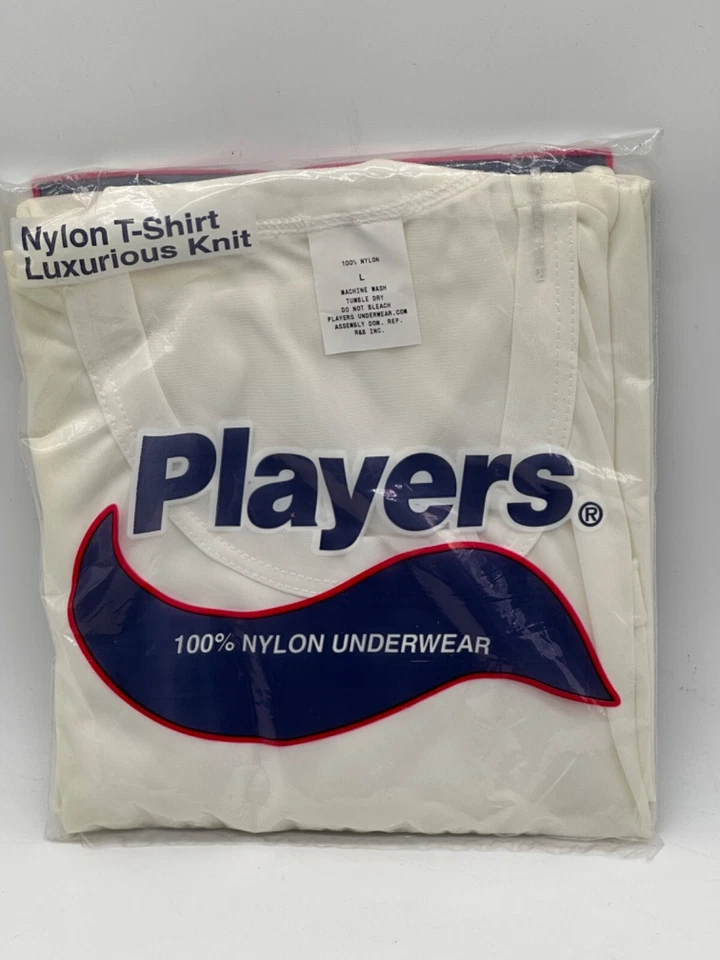 Nylon T-Shirt
Luxurious Knit
100% NYLON
L
MACHINE WASH
TUMBLE DRY
DO NOT BLEACH
PLAYERS UNDERWEAR.COM
ASSEMBLY DOM. REP.
R&B INC.
Players®
100% NYLON UNDERWEAR